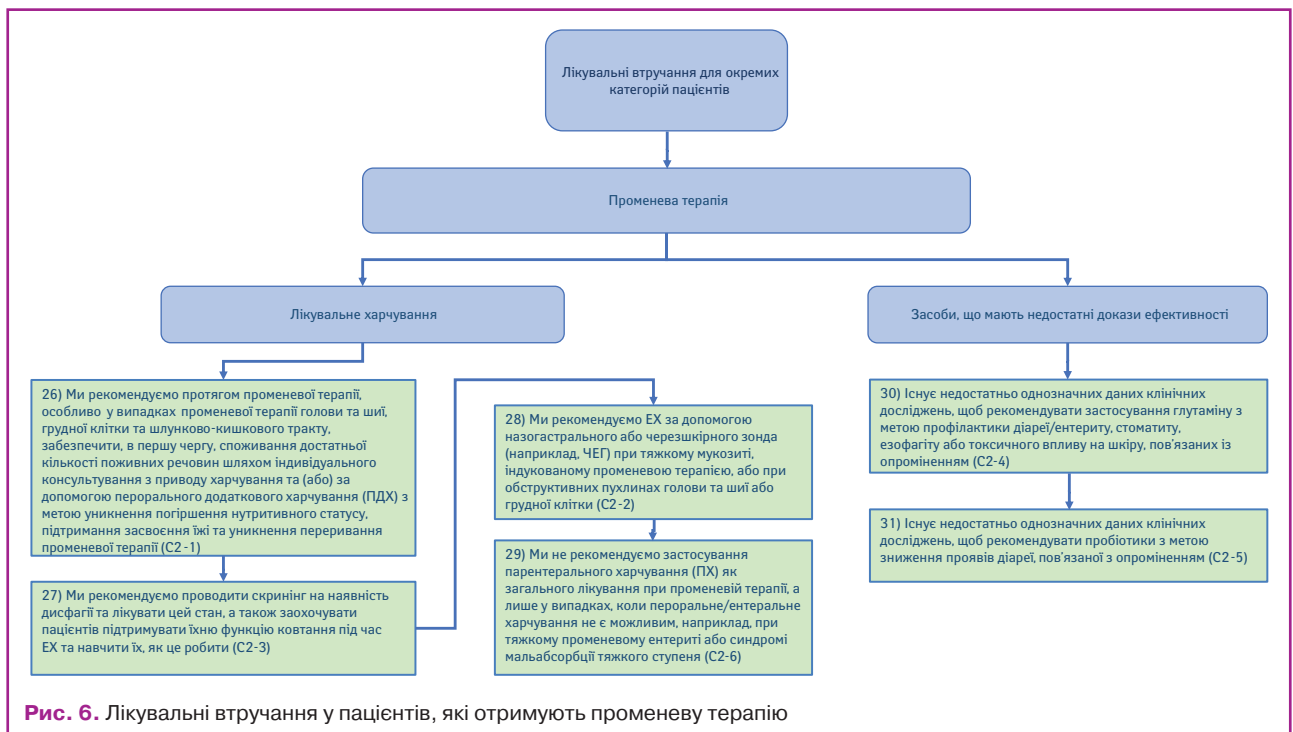 Лікувальні втручання для окремих
категорій пацієнтів
Променева терапія
Лікувальне харчування
26) Ми рекомендуємо протягом променевої терапії,
особливо у випадках променевої терапії голови та шиї,
грудної клітки та шлунково-кишкового тракту,
забезпечити, в першу чергу, споживання достатньої
кількості поживних речовин шляхом індивідуального
консультування з приводу харчування та (або) за
допомогою перорального додаткового харчування (ПДХ) з
метою уникнення погіршення нутритивного статусу,
підтримання засвоєння їжі та уникнення переривання
променевої терапії (С2-1)
27) Ми рекомендуємо проводити скринінг на наявність
дисфагії та лікувати цей стан, а також заохочувати
пацієнтів підтримувати їхню функцію ковтання під час
ЕХ та навчити їх, як це робити (С2-3)
28) Ми рекомендуємо ЕХ за допомогою
назогастрального або черезшкірного зонда
(наприклад, ЧЕГ) при тяжкому мукозиті,
індукованому променевою терапією, або при
обструктивних пухлинах голови та шиї або
грудної клітки (С2-2)
29) Ми не рекомендуємо застосування
парентерального харчування (ПХ) як
загального лікування при променевій терапії, а
лише у випадках, коли пероральне/ентеральне
харчування не є можливим, наприклад, при
тяжкому променевому ентериті або синдромі
мальабсорбції тяжкого ступеня (С2-6)
Засоби, що мають недостатні докази ефективності
30) Існує недостатньо однозначних даних клінічних
досліджень, щоб рекомендувати застосування глутаміну з
метою профілактики діареї/ентериту, стоматиту,
езофагіту або токсичного впливу на шкіру, пов’язаних із
опроміненням (С2-4)
31) Існує недостатньо однозначних даних клінічних
досліджень, щоб рекомендувати пробіотики з метою
зниження проявів діареї, пов’язаної з опроміненням (С2-5)
Рис. 6. Лікувальні втручання у пацієнтів, які отримують променеву терапію